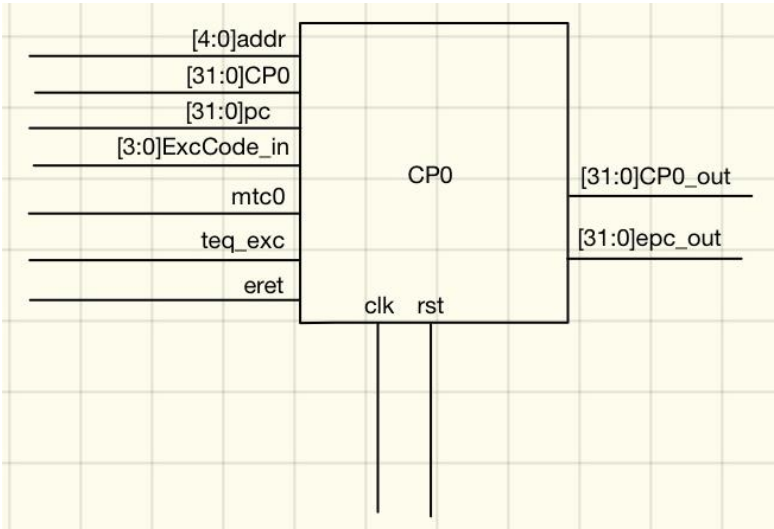 [4:0]addr
[31:0]CP0
[31:0]pc
[3:0]ExcCode_in
mtc0
teq_exc
eret
CP0
[31:0]CP0_out
[31:0]epc_out
clk rst